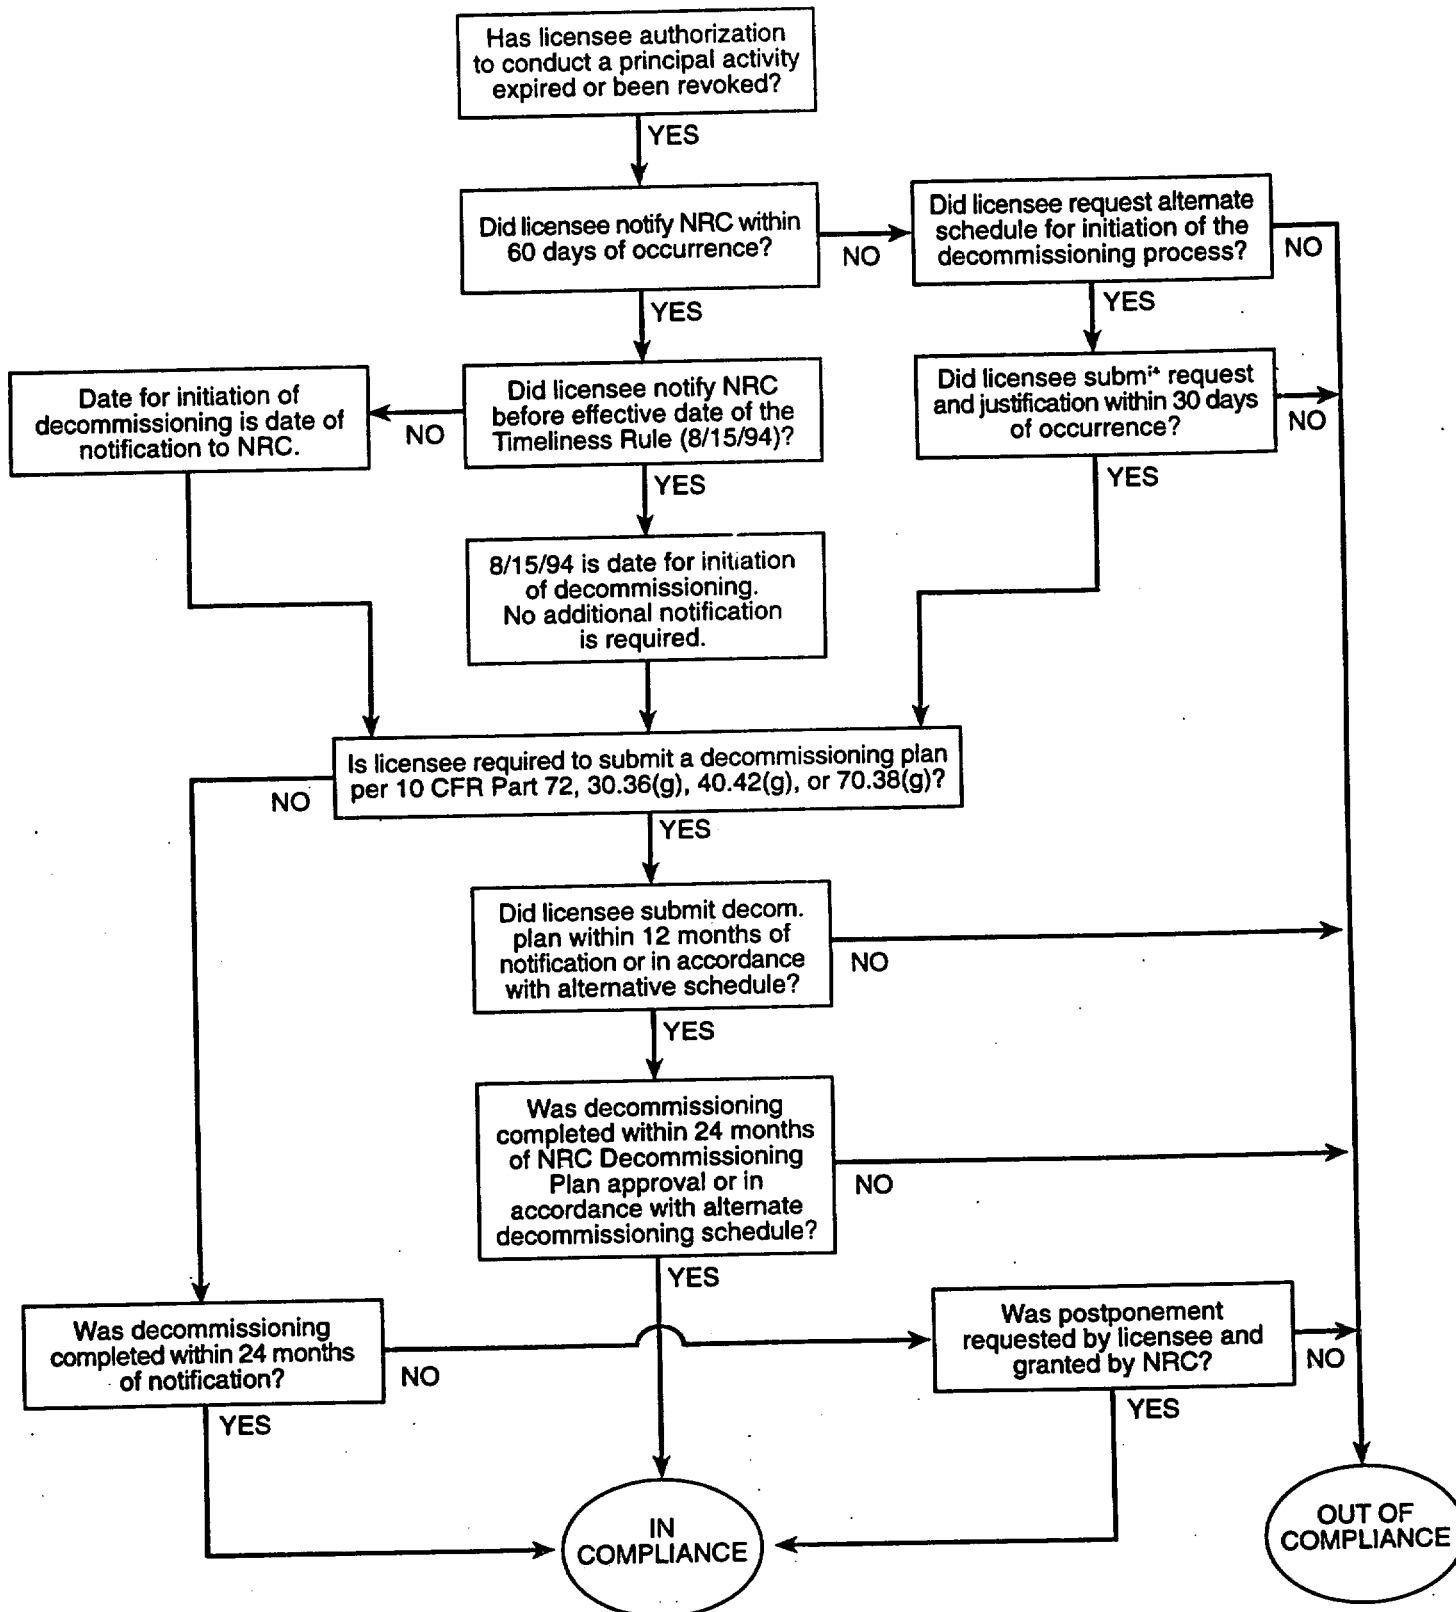 Has licensee authorization
to conduct a principal activity
expired or been revoked?
YES
Did licensee notify NRC within
60 days of occurrence?
NO
YES
Did licensee request alternate
schedule for initiation of the
decommissioning process?
NO
YES
Date for initiation of
decommissioning is date of
notification to NRC.
NO
Did licensee notify NRC
before effective date of the
Timeliness Rule (8/15/94)?
YES
Did licensee submit request
and justification within 30 days
of occurrence?
NO
YES
8/15/94 is date for initiation
of decommissioning.
No additional notification
is required.
Is licensee required to submit a decommissioning plan
per 10 CFR Part 72, 30.36(g), 40.42(g), or 70.38(g)?
NO
YES
Did licensee submit decom.
plan within 12 months of
notification or in accordance
with alternative schedule?
NO
YES
Was decommissioning
completed within 24 months
of NRC Decommissioning
Plan approval or in
accordance with alternate
decommissioning schedule?
NO
YES
Was decommissioning
completed within 24 months
of notification?
NO
YES
Was postponement
requested by licensee and
granted by NRC?
NO
YES
IN
COMPLIANCE
OUT OF
COMPLIANCE